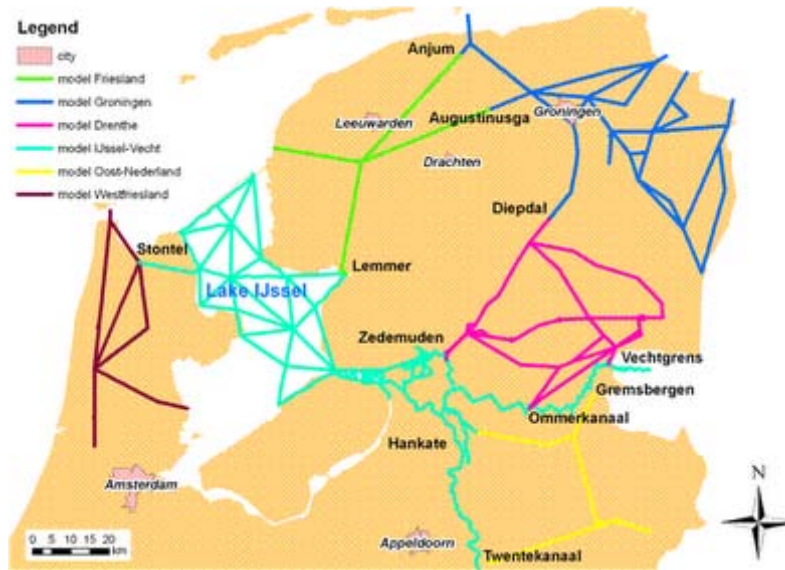 Legend
city
model Friesland
model Groningen
model Drenthe
model IJssel-Vecht
model Oost-Nederland
model Westfriesland
Anjum
Leeuwarden
Augustinusga
Groningen
Drachten
Diepdal
Stontel
Lemmer
Lake IJssel
Zedemuden
Vechtgrens
Gremsbergen
Ommerkanaal
Hankate
Amsterdam
N
0 5 10 15 20
km
Appeldoorn
Twentekanaal